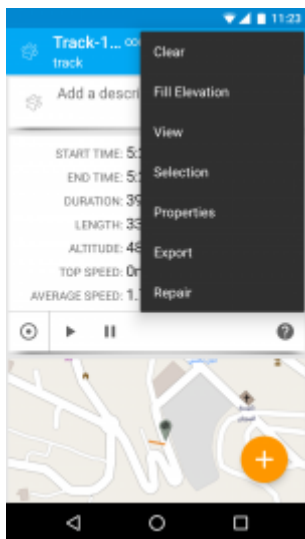 11:23
Track-1...
track
Clear
Add a descri
Fill Elevation
View
START TIME: 5:
END TIME: 5:
Selection
DURATION: 39
LENGTH: 33
Properties
ALTITUDE: 48
Export
TOP SPEED: 0m
AVERAGE SPEED: 1.
Repair